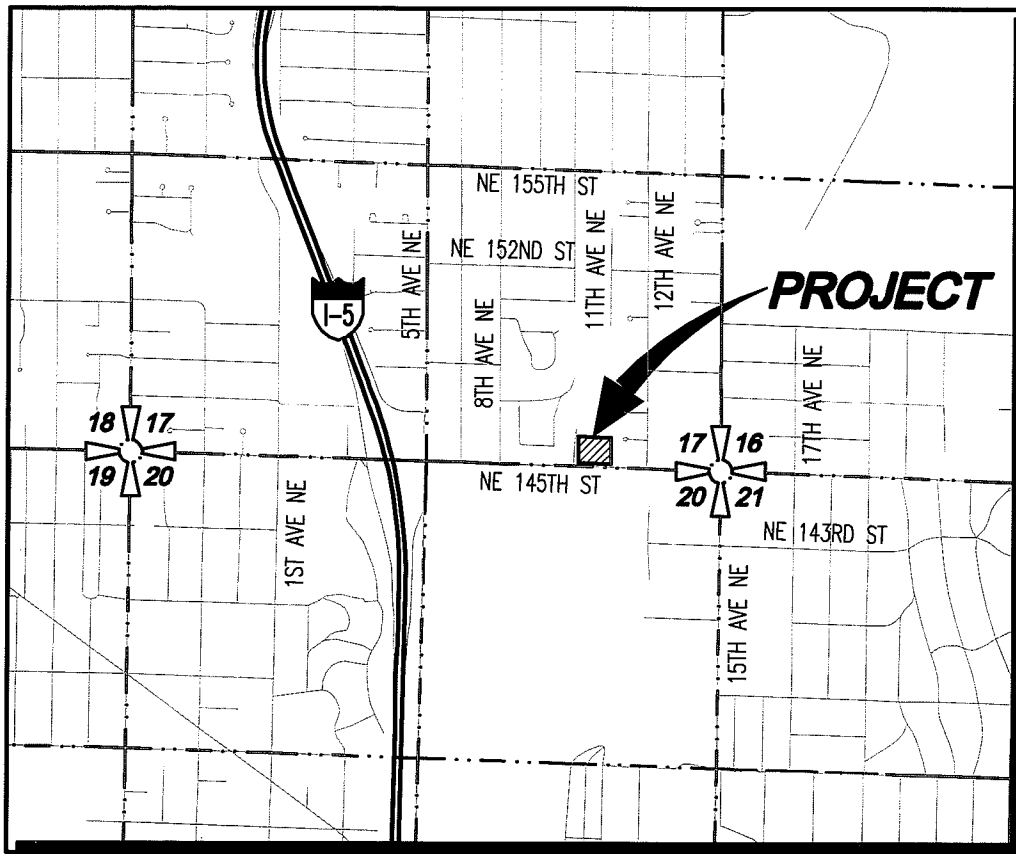 NE 155TH ST
NE 152ND ST
5TH AVE NE
8TH AVE NE
11TH AVE NE
12TH AVE NE
PROJECT
I-5
17TH AVE NE
18 17
19 20
17 16
20 21
NE 145TH ST
NE 143RD ST
1ST AVE NE
15TH AVE NE